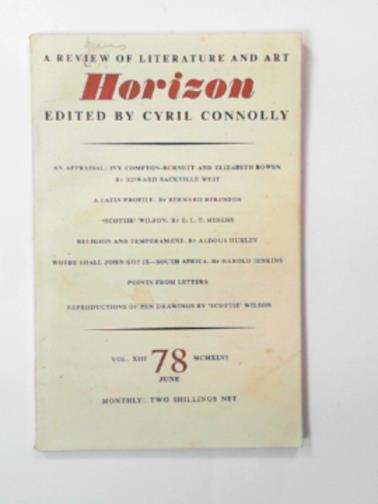 A REVIEW OF LITERATURE AND ART
Horizon
EDITED BY CYRIL CONNOLLY
AN APPRAISAL: IVY COMPTON-BURNETT AND ELIZABETH BOWEN
BY EDWARD SACKVILLE WEST
A LATIN PROFILE. BY BERNARD BERENSON
'SCOTTIE' WILSON. BY E. L. T. MESENS
RELIGION AND TEMPERAMENT. BY ALDOUS HUXLEY
WHERE SHALL JOHN GO? IX—SOUTH AFRICA. BY HAROLD JENKINS
POINTS FROM LETTERS
REPRODUCTIONS OF PEN DRAWINGS BY 'SCOTTIE' WILSON
VOL. XIII 78 MCMXLVI
JUNE
MONTHLY: TWO SHILLINGS NET